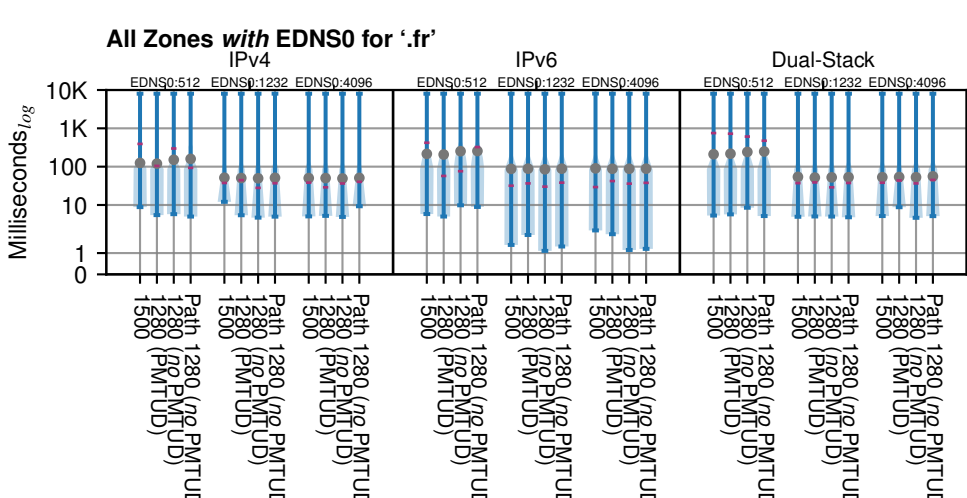 All Zones with EDNS0 for ‘.fr’
IPv4
IPv6
Dual-Stack
EDNS0:512
EDNS0:1232
EDNS0:4096
EDNS0:512
EDNS0:1232
EDNS0:4096
EDNS0:512
EDNS0:1232
EDNS0:4096
Milliseconds log
10K
1K
100
10
1
0
1500
1280 (PMTUD)
1280 (no PMTUD)
Path 1280 (no PMTUD
1500
1280 (PMTUD)
1280 (no PMTUD)
Path 1280 (no PMTUD
1500
1280 (PMTUD)
1280 (no PMTUD)
Path 1280 (no PMTUD
1500
1280 (PMTUD)
1280 (no PMTUD)
Path 1280 (no PMTUD
1500
1280 (PMTUD)
1280 (no PMTUD)
Path 1280 (no PMTUD
1500
1280 (PMTUD)
1280 (no PMTUD)
Path 1280 (no PMTUD
1500
1280 (PMTUD)
1280 (no PMTUD)
Path 1280 (no PMTUD
1500
1280 (PMTUD)
1280 (no PMTUD)
Path 1280 (no PMTUD
1500
1280 (PMTUD)
1280 (no PMTUD)
Path 1280 (no PMTUD